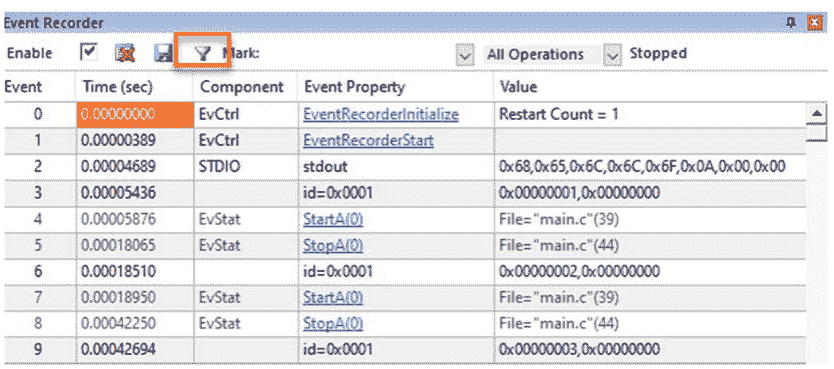 Event Recorder
Enable Mark: All Operations Stopped
Event Time (sec) Component Event Property Value
0 0.00000000 EvCtrl EventRecorderInitialize Restart Count = 1
1 0.00000389 EvCtrl EventRecorderStart
2 0.00004689 STDIO stdout 0x68,0x65,0x6C,0x6C,0x6F,0x0A,0x00,0x00
3 0.00005436 id=0x0001 0x00000001,0x00000000
4 0.00005876 EvStat StartA(0) File="main.c"(39)
5 0.00018065 EvStat StopA(0) File="main.c"(44)
6 0.00018510 id=0x0001 0x00000002,0x00000000
7 0.00018950 EvStat StartA(0) File="main.c"(39)
8 0.00042250 EvStat StopA(0) File="main.c"(44)
9 0.00042694 id=0x0001 0x00000003,0x00000000